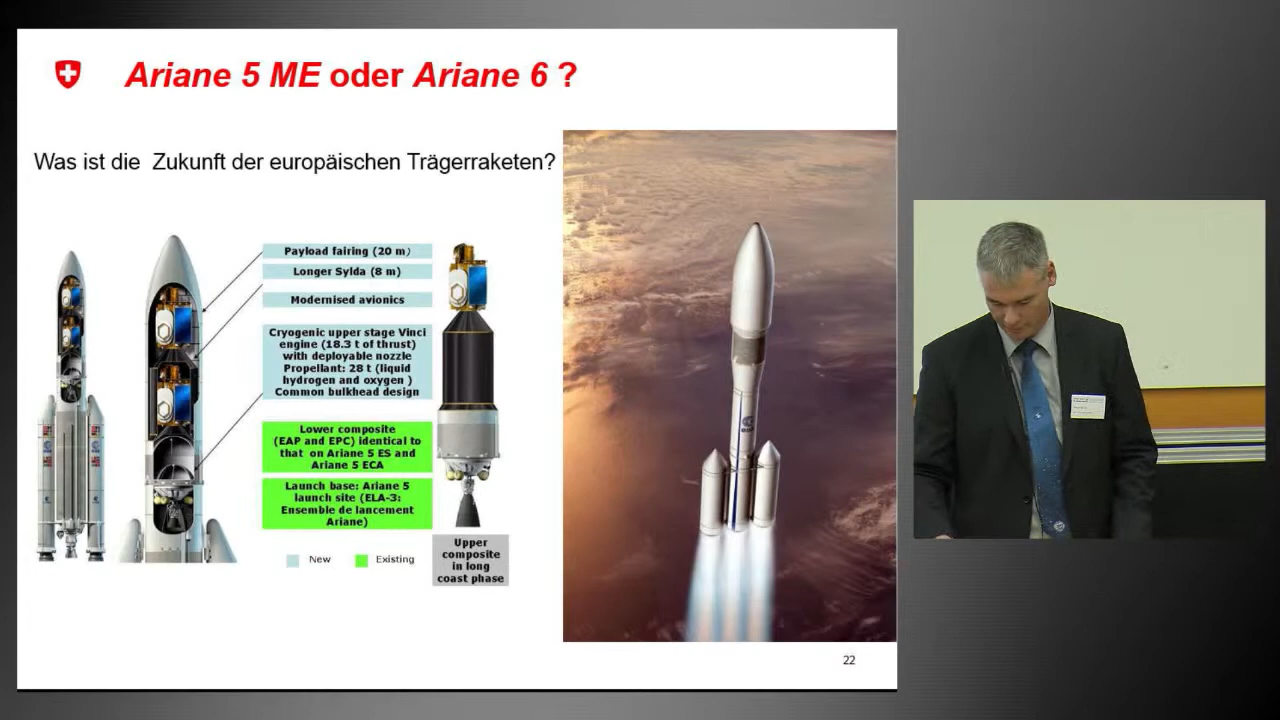 Ariane 5 ME oder Ariane 6 ?
Was ist die Zukunft der europäischen Trägerraketen?
Payload fairing (20 m)
Longer Sylda (8 m)
Modernised avionics
Cryogenic upper stage Vinci
engine (18.3 t of thrust)
with deployable nozzle
Propellant: 28 t (liquid
hydrogen and oxygen )
Common bulkhead design
Lower composite
(EAP and EPC) identical to
that on Ariane 5 ES and
Ariane 5 ECA
Launch base: Ariane 5
launch site (ELA-3:
Ensemble de lancement
Ariane)
New
Existing
Upper
composite
in long
coast phase
22